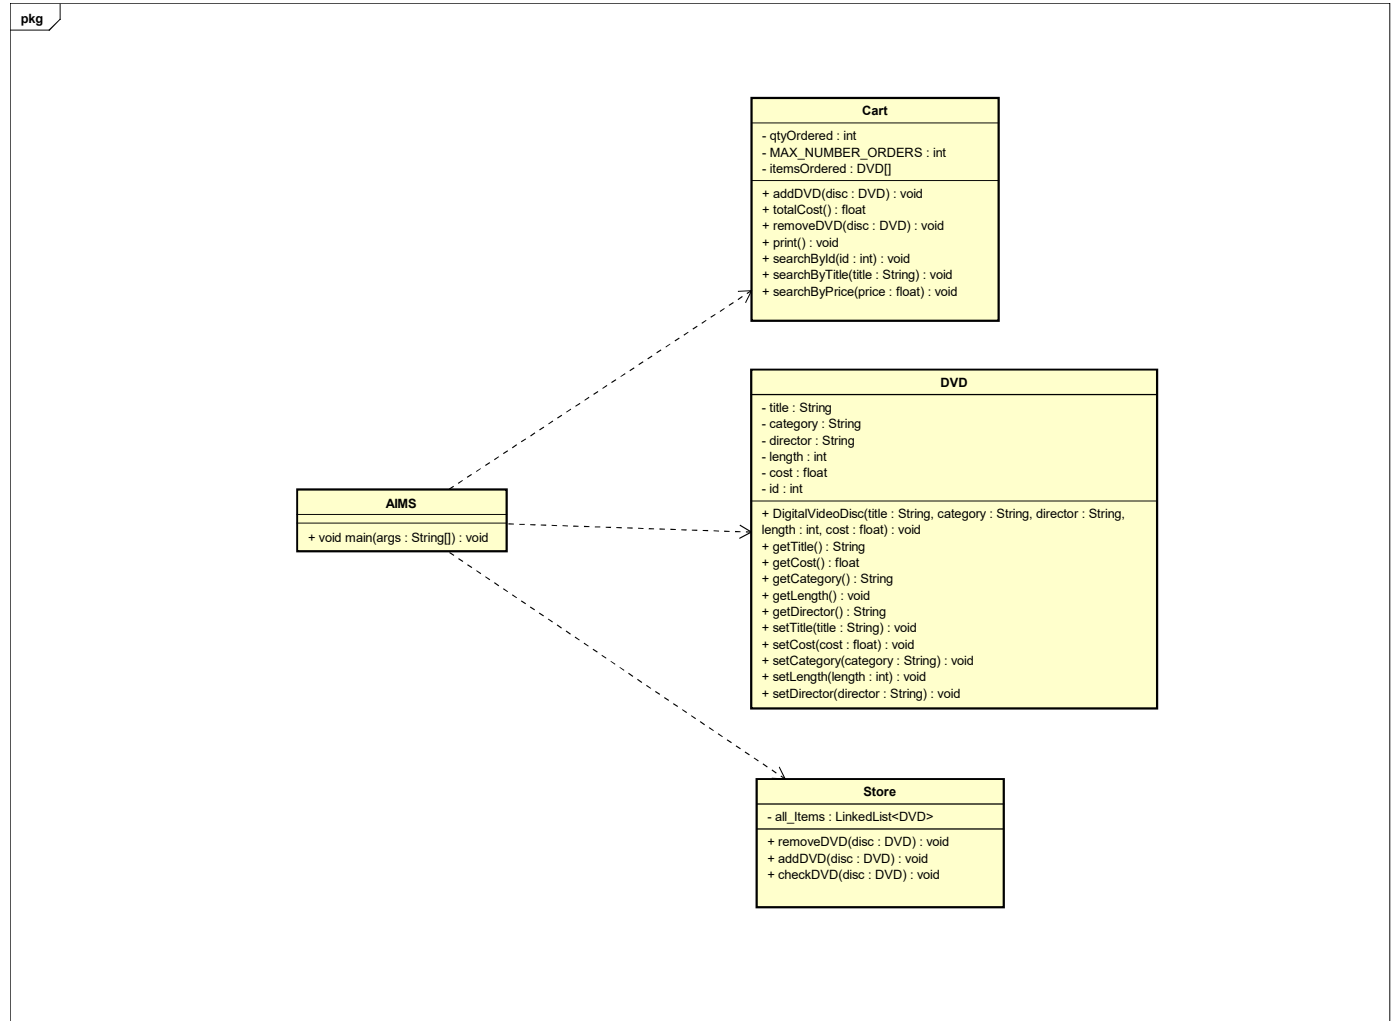 pkg
Cart
- qtyOrdered : int
- MAX_NUMBER_ORDERS : int
- itemsOrdered : DVD[]
+ addDVD(disc : DVD) : void
+ totalCost() : float
+ removeDVD(disc : DVD) : void
+ print() : void
+ searchById(id : int) : void
+ searchByTitle(title : String) : void
+ searchByPrice(price : float) : void
DVD
- title : String
- category : String
- director : String
- length : int
- cost : float
- id : int
+ DigitalVideoDisc(title : String, category : String, director : String,
length : int, cost : float) : void
+ getTitle() : String
+ getCost() : float
+ getCategory() : String
+ getLength() : void
+ getDirector() : String
+ setTitle(title : String) : void
+ setCost(cost : float) : void
+ setCategory(category : String) : void
+ setLength(length : int) : void
+ setDirector(director : String) : void
AIMS
+ void main(args : String[]) : void
Store
- all_Items : LinkedList<DVD>
+ removeDVD(disc : DVD) : void
+ addDVD(disc : DVD) : void
+ checkDVD(disc : DVD) : void